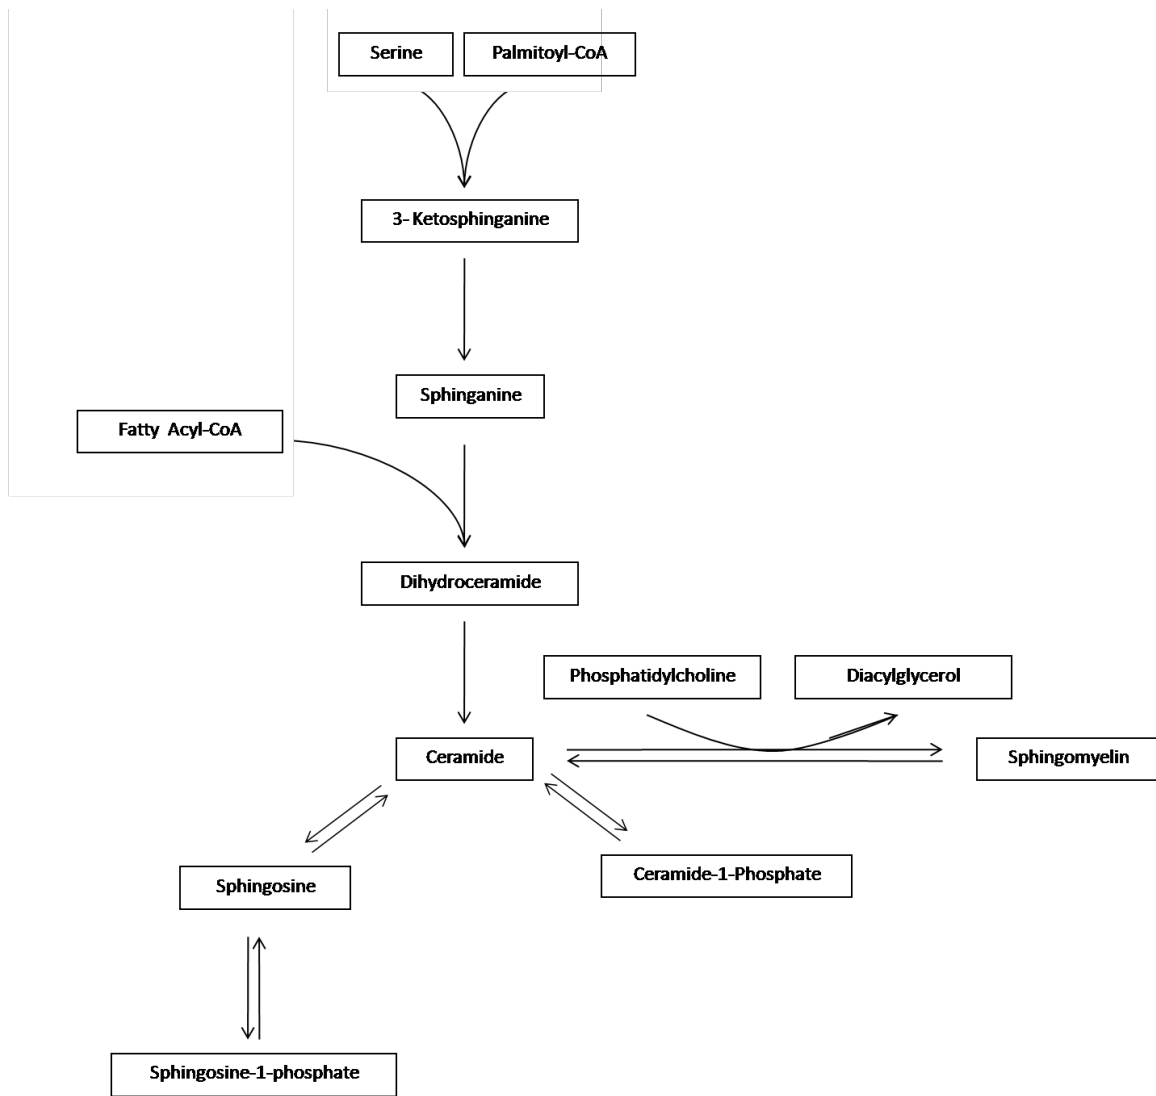 Serine
Palmitoyl-CoA
3- Ketosphinganine
Sphinganine
Fatty Acyl-CoA
Dihydroceramide
Phosphatidylcholine
Diacylglycerol
Ceramide
Sphingomyelin
Ceramide-1-Phosphate
Sphingosine
Sphingosine-1-phosphate